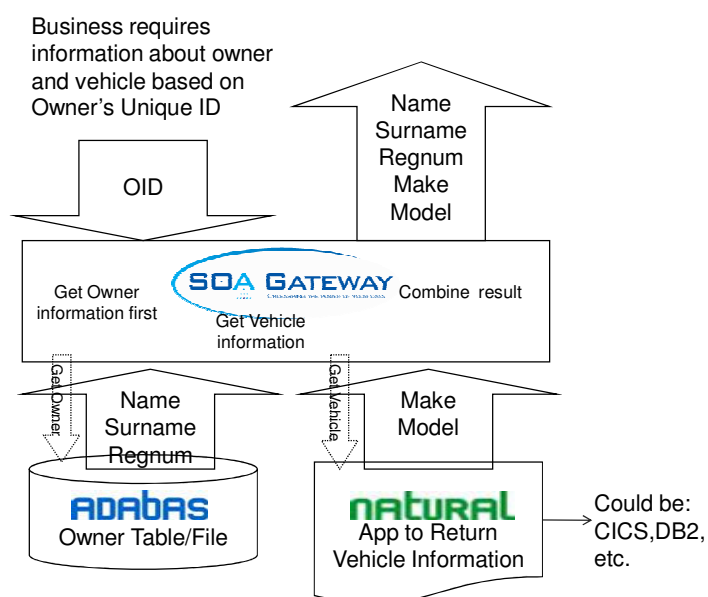 Business requires
information about owner
and vehicle based on
Owner's Unique ID
OID
Name
Surname
Regnum
Make
Model
SOA GATEWAY
Get Owner
information first
Get Vehicle
information
Combine result
Get Owner
Name
Surname
Regnum
Get Vehicle
Make
Model
ADABAS
Owner Table/File
natural
App to Return
Vehicle Information
Could be:
CICS,DB2,
etc.